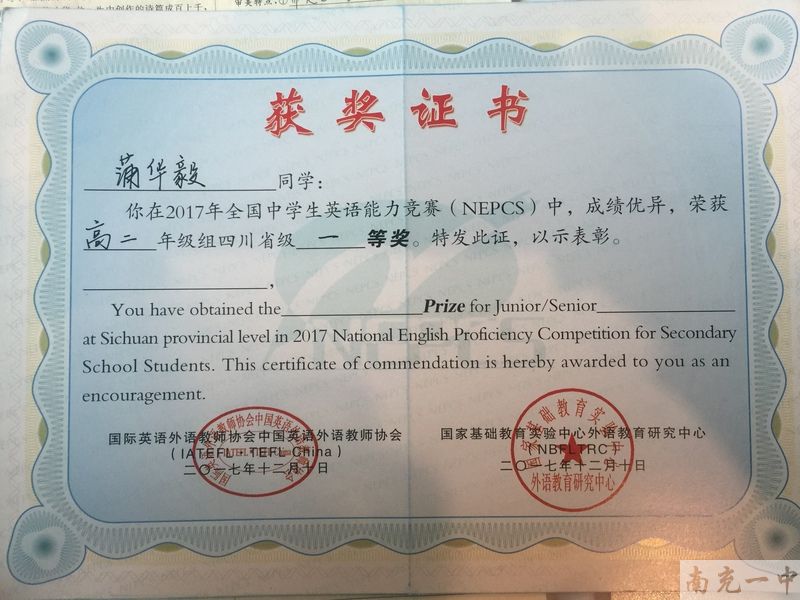 获奖证书
蒲华毅 同学：
你在2017年全国中学生英语能力竞赛（NEPCS）中，成绩优异，荣获
高二 年级组四川省级 一 等奖。特发此证，以示表彰。
,
You have obtained the Prize for Junior/Senior
at Sichuan provincial level in 2017 National English Proficiency Competition for Secondary
School Students. This certificate of commendation is hereby awarded to you as an
encouragement.
国际英语外语教师协会中国英语外语教师协会
(IATEFL - TEFL China)
二〇一七年十二月十日
国家基础教育实验中心外语教育研究中心
(NBFLTRC)
二〇一七年十二月十日
外语教育研究中心
南充一中